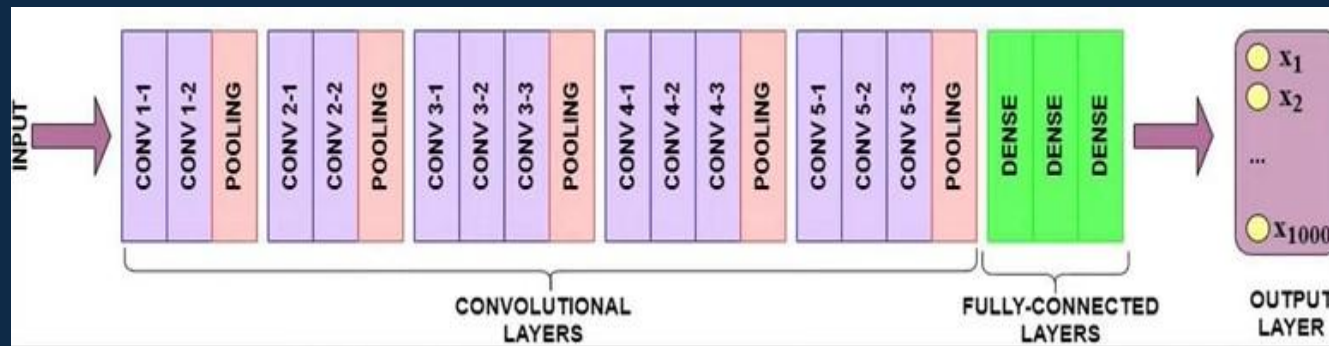 INPUT
CONV 1-1
CONV 1-2
POOLING
CONV 2-1
CONV 2-2
POOLING
CONV 3-1
CONV 3-2
CONV 3-3
POOLING
CONV 4-1
CONV 4-2
CONV 4-3
POOLING
CONV 5-1
CONV 5-2
CONV 5-3
POOLING
DENSE
DENSE
DENSE
x1
x2
...
x1000
CONVOLUTIONAL
LAYERS
FULLY-CONNECTED
LAYERS
OUTPUT
LAYER